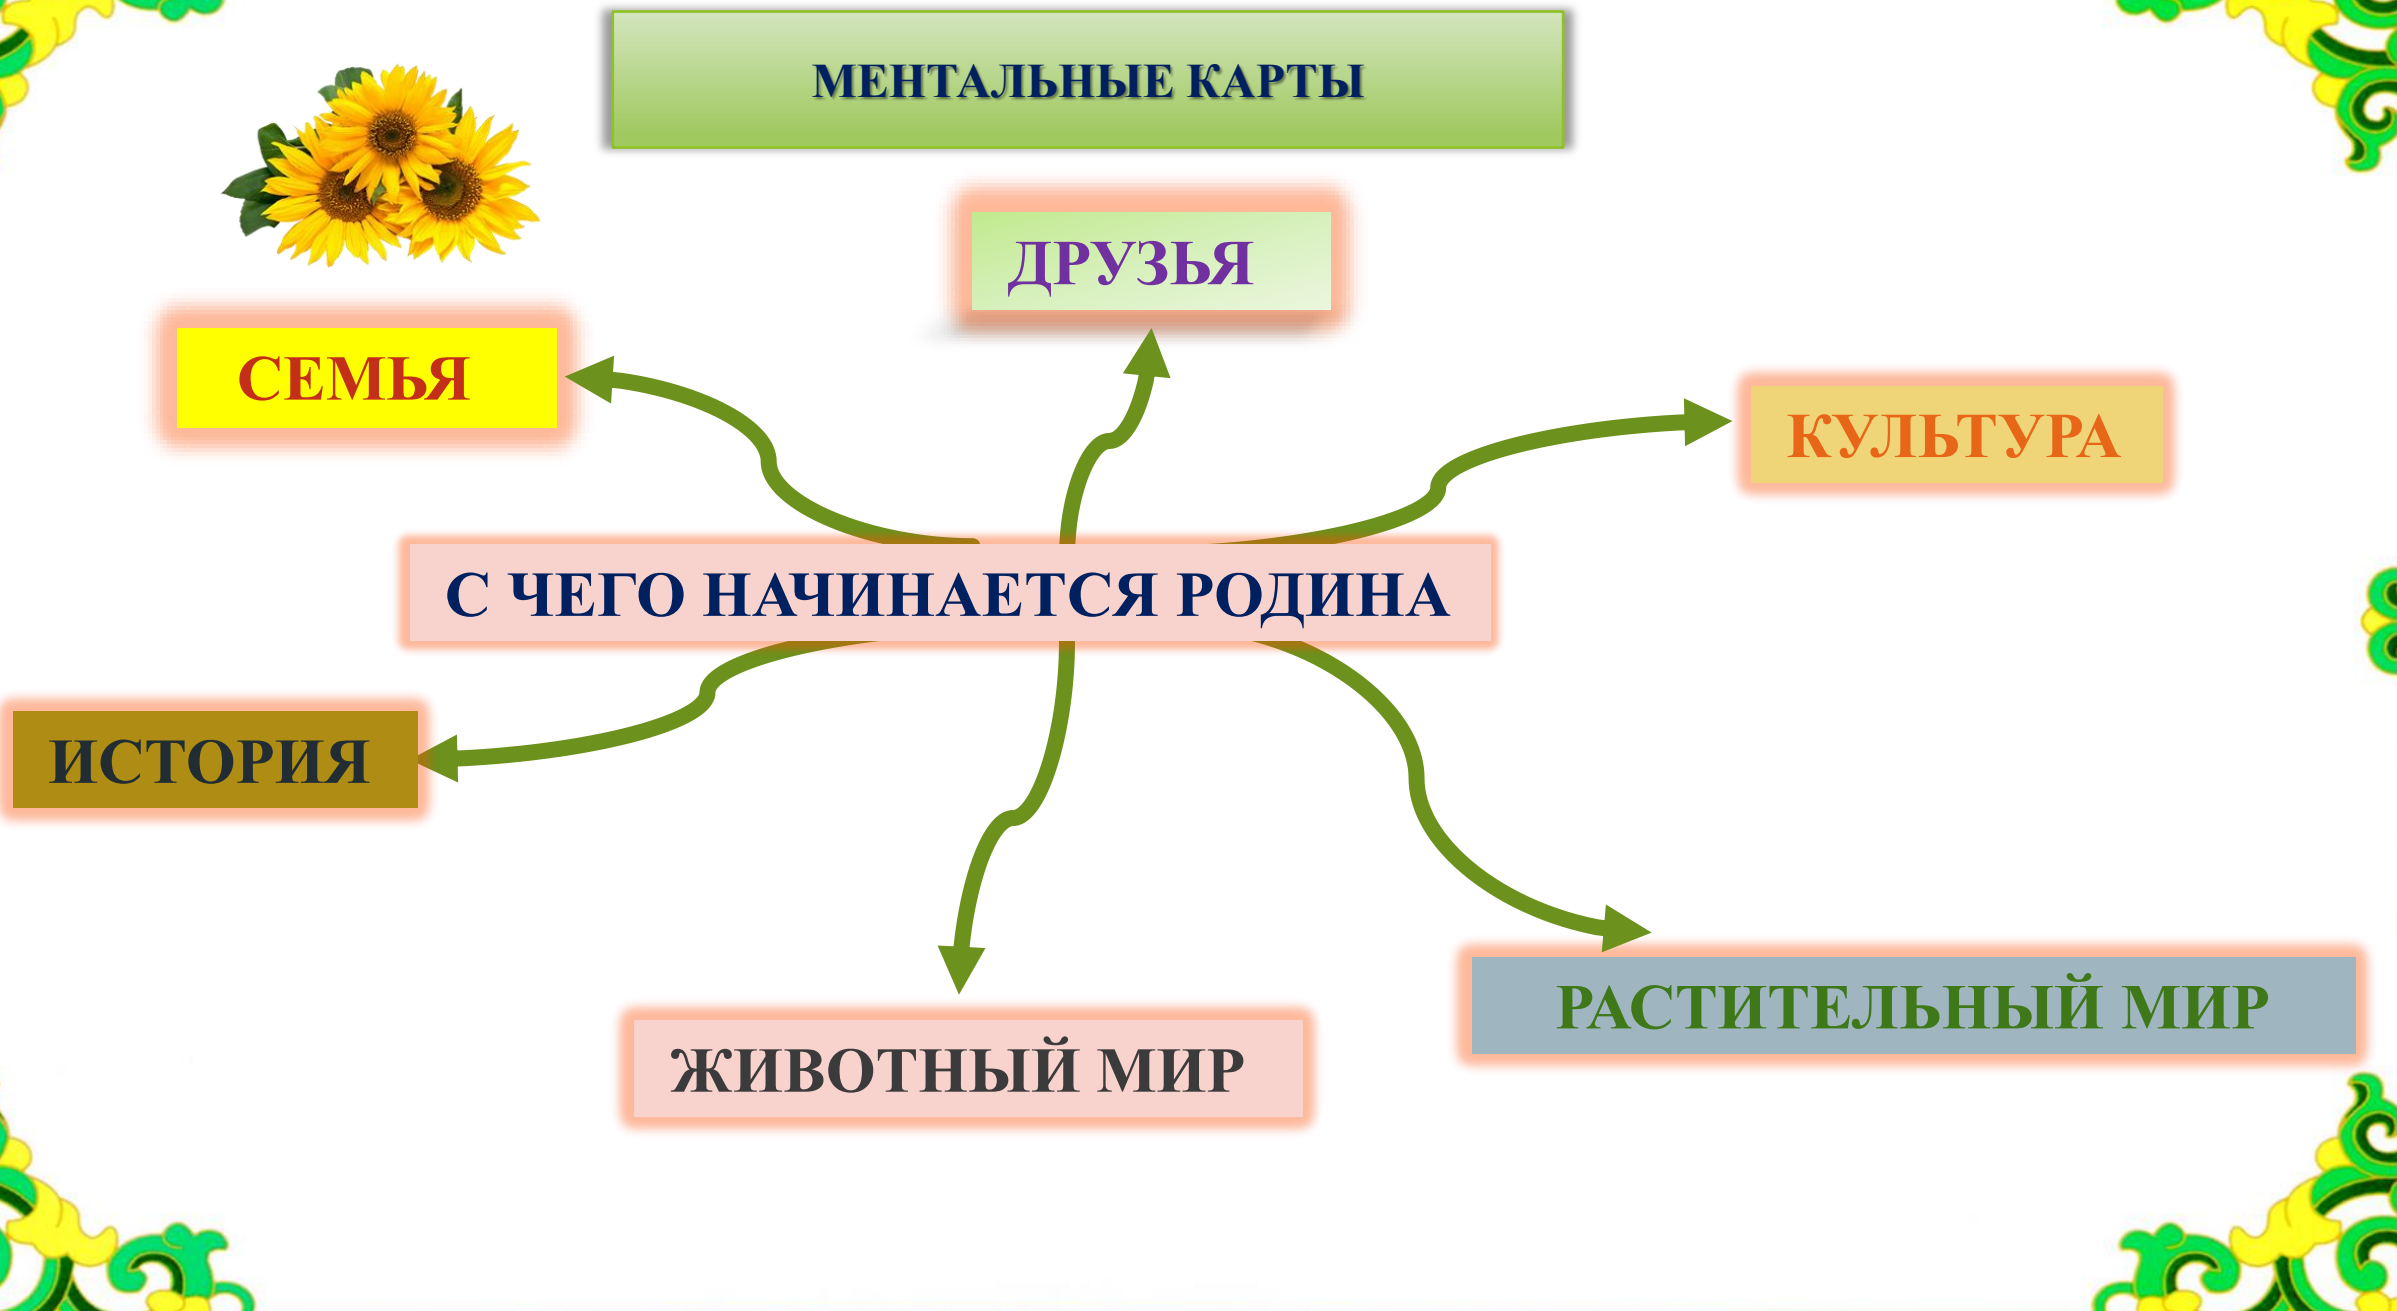 МЕНТАЛЬНЫЕ КАРТЫ
ДРУЗЬЯ
СЕМЬЯ
КУЛЬТУРА
С ЧЕГО НАЧИНАЕТСЯ РОДИНА
ИСТОРИЯ
РАСТИТЕЛЬНЫЙ МИР
ЖИВОТНЫЙ МИР